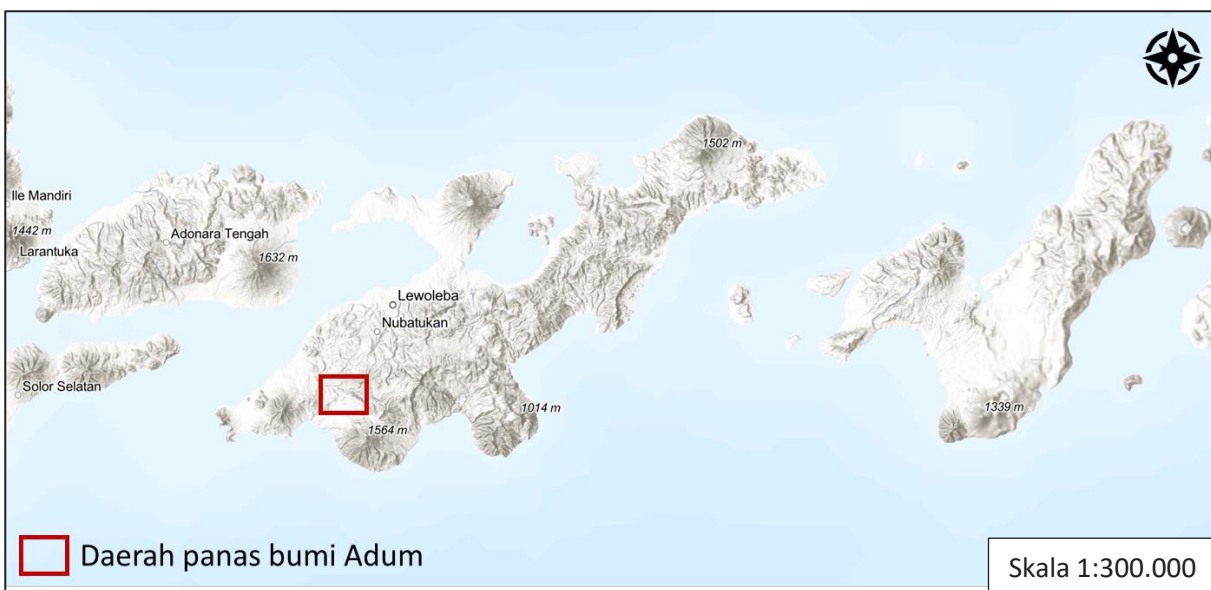 1502 m
Ile Mandiri
1442 m
Adonara Tengah
Larantuka
1632 m
Lewoleba
Nubatukan
Solor Selatan
1014 m
1339 m
1564 m
Daerah panas bumi Adum
Skala 1:300.000